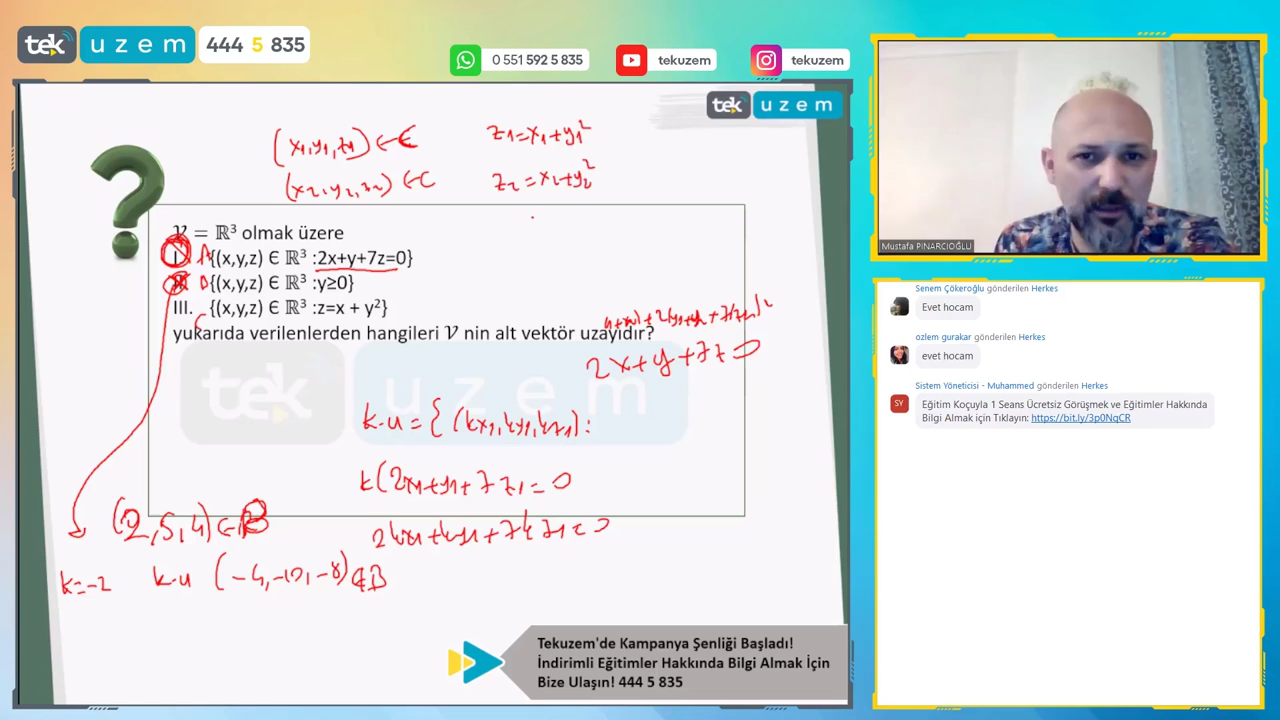 tek uzem 444 5 835
0 551 592 5 835 tekuzem tekuzem
tek uzem
(x1,y1,z1) ∈ C z1=x1+y1²
(x2,y2,z2) ∈ C z2=x2+y2²
V = ℝ³ olmak üzere
I. A {(x,y,z) ∈ ℝ³ :2x+y+7z=0}
II. B {(x,y,z) ∈ ℝ³ :y≥0}
III. C {(x,y,z) ∈ ℝ³ :z=x + y²}
yukarıda verilenlerden hangileri V nin alt vektör uzayıdır?
2x+y+7z=0
tek uzem
k.u = { (kx1,ky1,kz1) :
k(2x1+y1+7z1=0
2kx1+ky1+7kz1=0
(2,5,4) ∈ B
k=-2 k.u (-4,-10,-8) ∉ B
Tekuzem'de Kampanya Şenliği Başladı!
İndirimli Eğitimler Hakkında Bilgi Almak İçin
Bize Ulaşın! 444 5 835
Mustafa PINARCIOĞLU
Senem Çökeroğlu gönderilen Herkes
Evet hocam
ozlem gurakar gönderilen Herkes
evet hocam
Sistem Yöneticisi - Muhammed gönderilen Herkes
SY
Eğitim Koçuyla 1 Seans Ücretsiz Görüşmek ve Eğitimler Hakkında
Bilgi Almak için Tıklayın: https://bit.ly/3p0NqCR